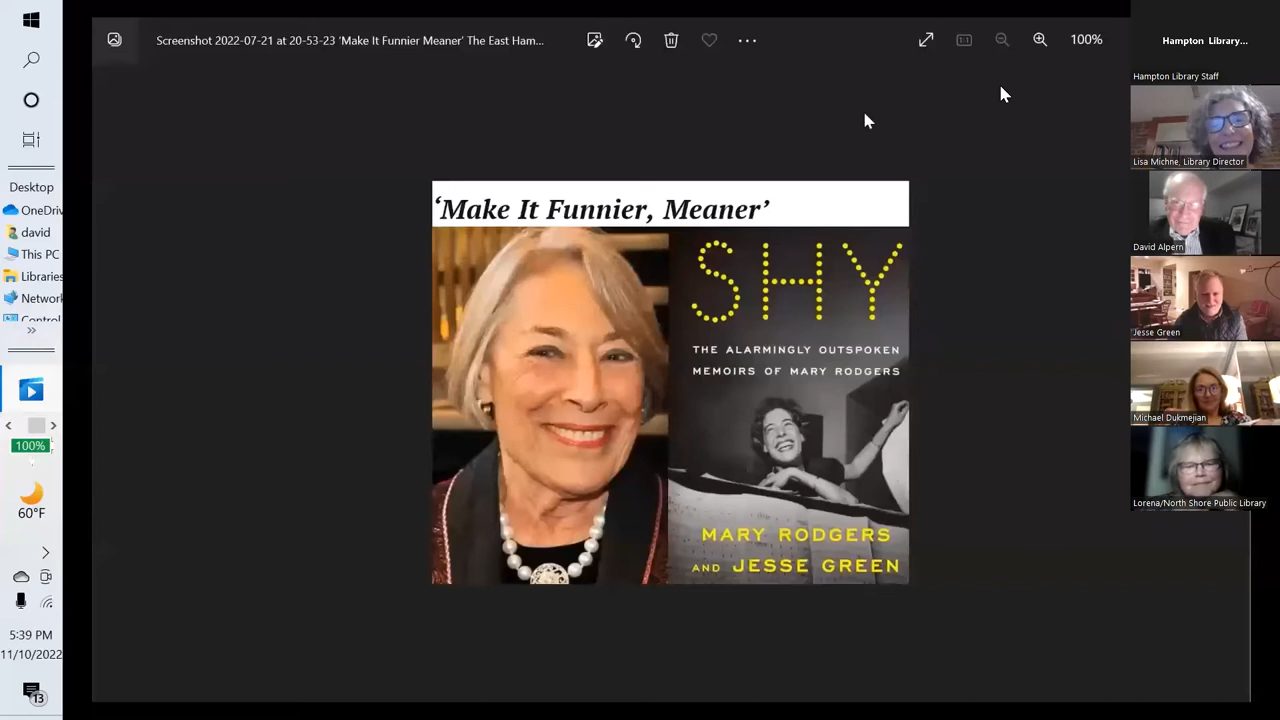 Screenshot 2022-07-21 at 20-53-23 'Make It Funnier Meaner' The East Ham...
100%
Hampton Library...
Hampton Library Staff
Lisa Michne, Library Director
David Alpern
Jesse Green
Michael Dukmejian
Lorena/North Shore Public Library
Desktop
OneDriv
david
This PC
Libraries
Network
Control
100%
60°F
5:39 PM
11/10/2022
13
‘Make It Funnier, Meaner’
SHY
THE ALARMINGLY OUTSPOKEN
MEMOIRS OF MARY RODGERS
MARY RODGERS
AND JESSE GREEN